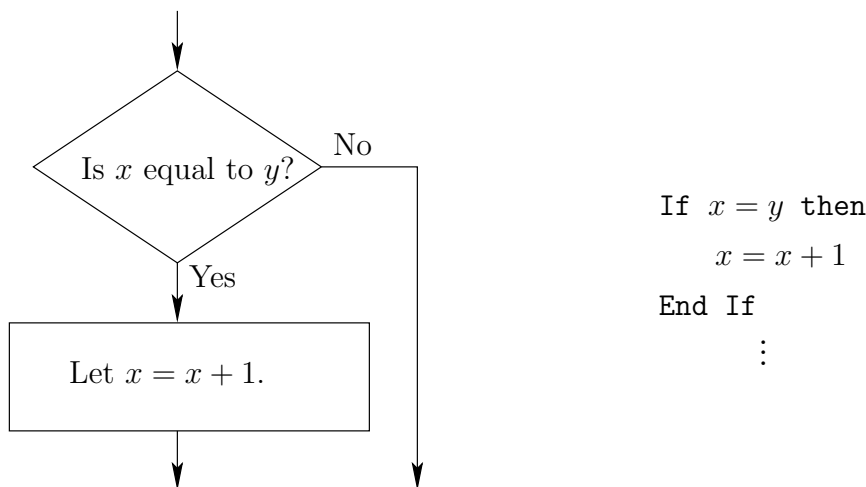 No
Is x equal to y?
Yes
Let x = x + 1.
If x = y then
x = x + 1
End If
⋮